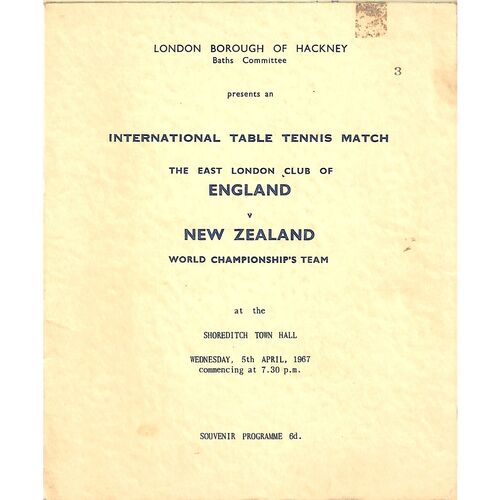 LONDON BOROUGH OF HACKNEY
Baths Committee
3
presents an
INTERNATIONAL TABLE TENNIS MATCH
THE EAST LONDON CLUB OF
ENGLAND
v
NEW ZEALAND
WORLD CHAMPIONSHIP'S TEAM
at the
SHOREDITCH TOWN HALL
WEDNESDAY, 5th APRIL, 1967
commencing at 7.30 p.m.
SOUVENIR PROGRAMME 6d.